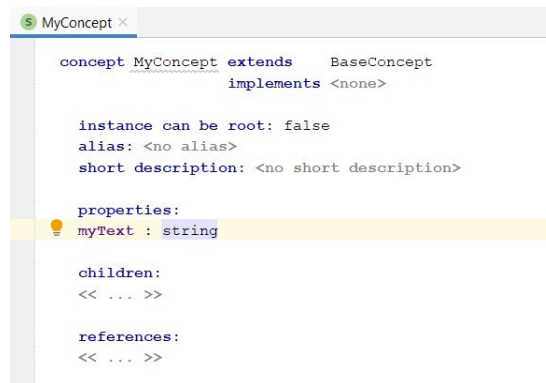 S MyConcept ×
concept MyConcept extends BaseConcept
implements <none>
instance can be root: false
alias: <no alias>
short description: <no short description>
properties:
myText : string
children:
<< ... >>
references:
<< ... >>